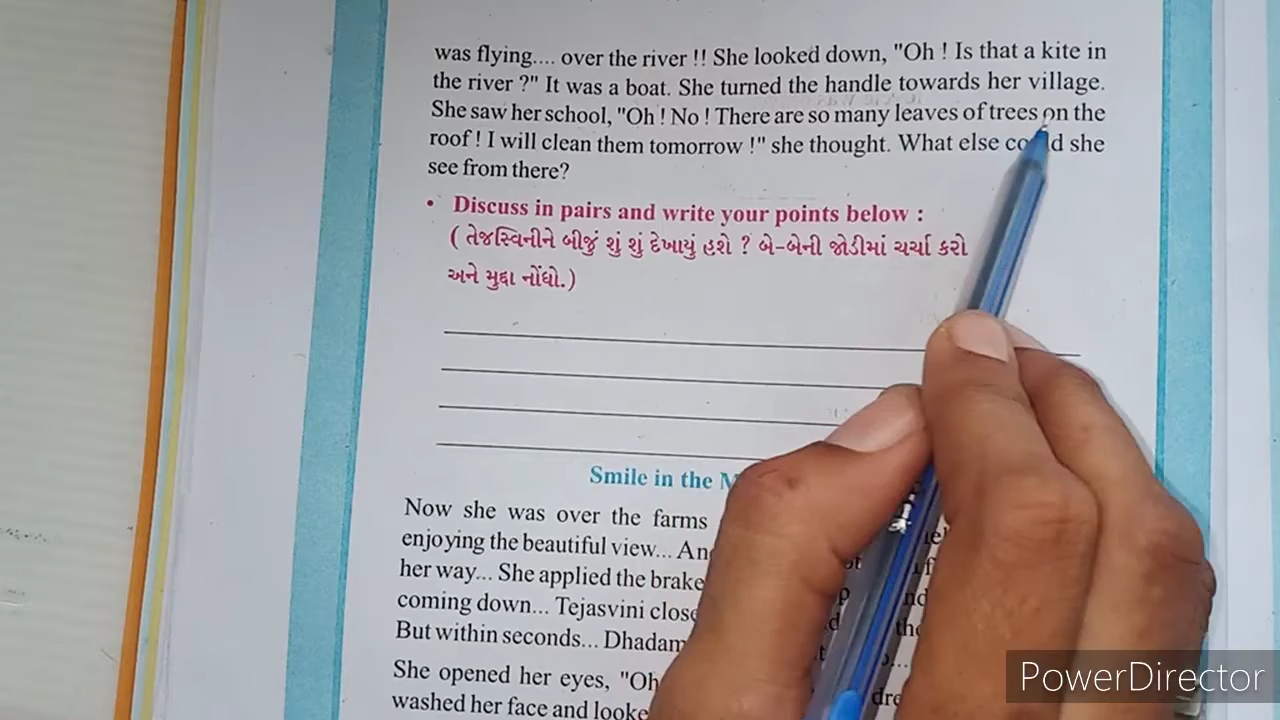 was flying.... over the river !! She looked down, "Oh ! Is that a kite in
the river ?" It was a boat. She turned the handle towards her village.
She saw her school, "Oh ! No ! There are so many leaves of trees on the
roof ! I will clean them tomorrow !" she thought. What else could she
see from there?
• Discuss in pairs and write your points below :
( તેજસ્વિનીને બીજું શું શું દેખાયું હશે ? બે-બેની જોડીમાં ચર્ચા કરો
અને મુદ્દા નોંધો.)
Smile in the
Now she was over the farms
enjoying the beautiful view...
her way... She applied the
coming down... Tejasvini
But within seconds...
She opened her eyes, "Oh
washed her face and
PowerDirector